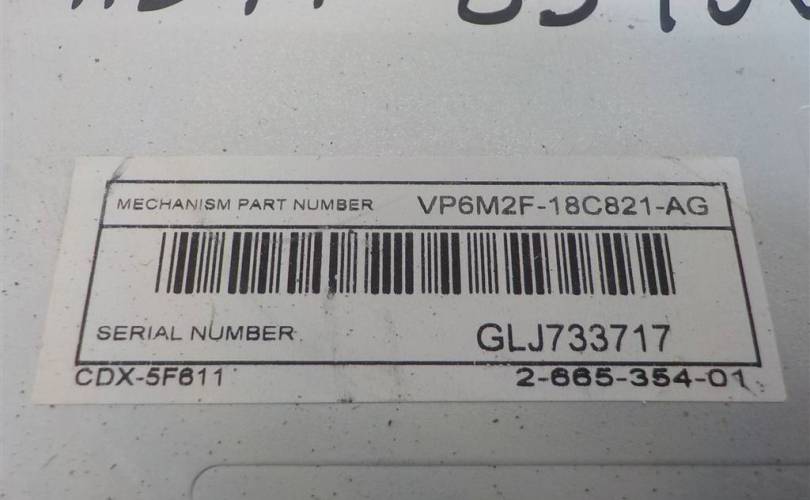 MECHANISM PART NUMBER VP6M2F-18C821-AG
SERIAL NUMBER GLJ733717
CDX-5F611 2-665-354-01